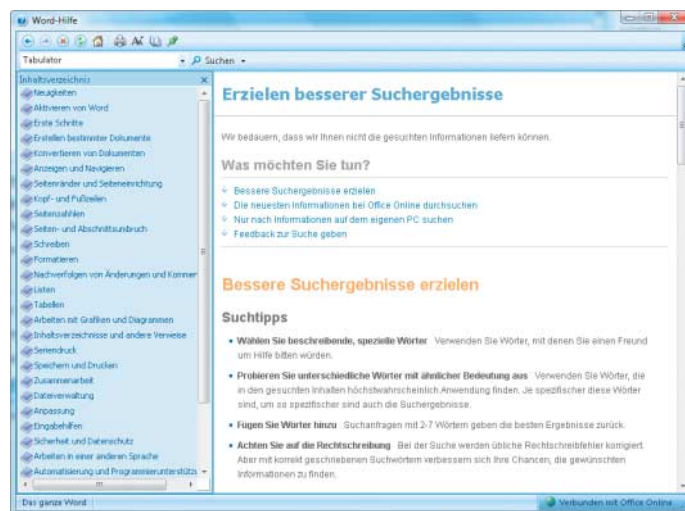 Word-Hilfe
Tabulator
Suchen
Inhaltsverzeichnis
Neuigkeiten
Aktivieren von Word
Erste Schritte
Erstellen bestimmter Dokumente
Konvertieren von Dokumenten
Anzeigen und Navigieren
Seitenränder und Seiteneinrichtung
Kopf- und Fußzeilen
Seitenzahlen
Seiten- und Abschnittsumbruch
Schreiben
Formatieren
Nachverfolgen von Änderungen und Kommen
Listen
Tabellen
Arbeiten mit Grafiken und Diagrammen
Inhaltsverzeichnisse und andere Verweise
Seriendruck
Speichern und Drucken
Zusammenarbeit
Dateiverwaltung
Anpassung
Eingabehilfen
Sicherheit und Datenschutz
Arbeiten in einer anderen Sprache
Automatisierung und Programmierunterstütz
Erzielen besserer Suchergebnisse
Wir bedauern, dass wir Ihnen nicht die gesuchten Informationen liefern können.
Was möchten Sie tun?
Bessere Suchergebnisse erzielen
Die neuesten Informationen bei Office Online durchsuchen
Nur nach Informationen auf dem eigenen PC suchen
Feedback zur Suche geben
Bessere Suchergebnisse erzielen
Suchtipps
• Wählen Sie beschreibende, spezielle Wörter Verwenden Sie Wörter, mit denen Sie einen Freund
um Hilfe bitten würden.
• Probieren Sie unterschiedliche Wörter mit ähnlicher Bedeutung aus Verwenden Sie Wörter, die
in den gesuchten Inhalten höchstwahrscheinlich Anwendung finden. Je spezifischer diese Wörter
sind, um so spezifischer sind auch die Suchergebnisse.
• Fügen Sie Wörter hinzu Suchanfragen mit 2-7 Wörtern geben die besten Ergebnisse zurück.
• Achten Sie auf die Rechtschreibung Bei der Suche werden übliche Rechtschreibfehler korrigiert.
Aber mit korrekt geschriebenen Suchwörtern verbessern sich Ihre Chancen, die gewünschten
Informationen zu finden.
Das ganze Word
Verbunden mit Office Online